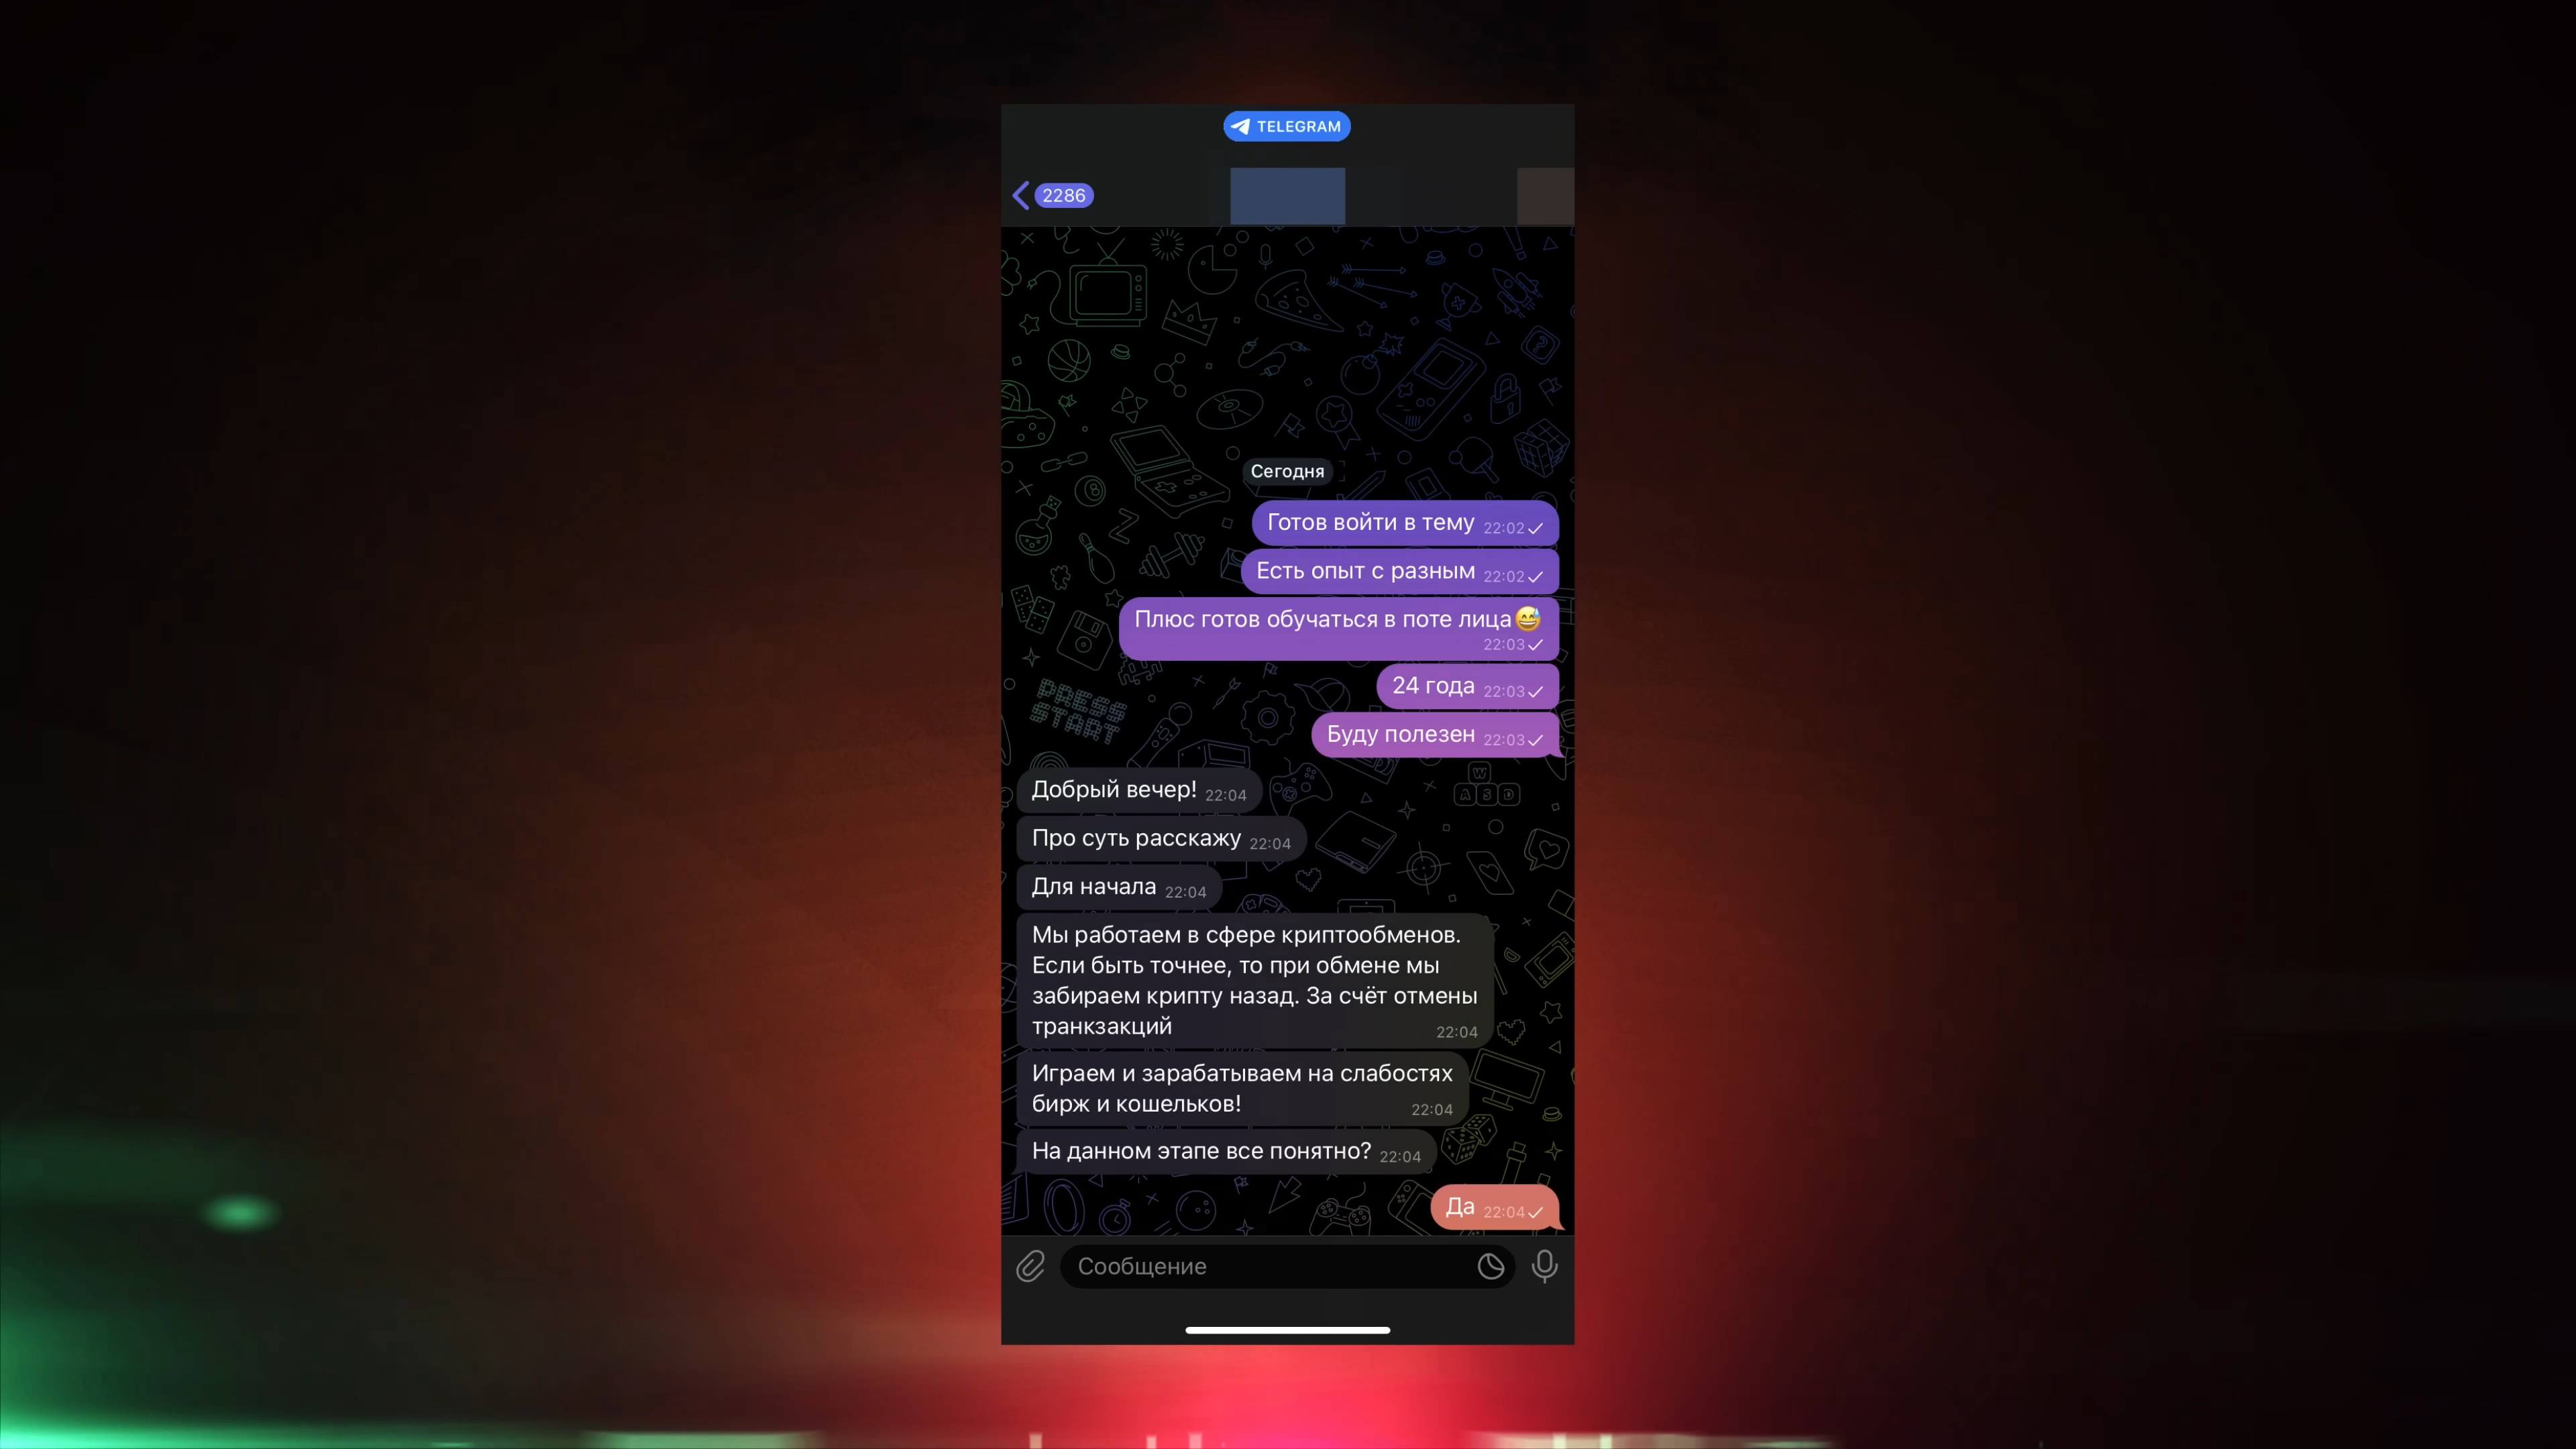 TELEGRAM
2286
Сегодня
Готов войти в тему 22:02
Есть опыт с разным 22:02
Плюс готов обучаться в поте лица😅
22:03
24 года 22:03
Буду полезен 22:03
Добрый вечер! 22:04
Про суть расскажу 22:04
Для начала 22:04
Мы работаем в сфере криптообменов.
Если быть точнее, то при обмене мы
забираем крипту назад. За счёт отмены
транкзакций 22:04
Играем и зарабатываем на слабостях
бирж и кошельков! 22:04
На данном этапе все понятно? 22:04
Да 22:04
Сообщение
PRESS
START
W
A S D